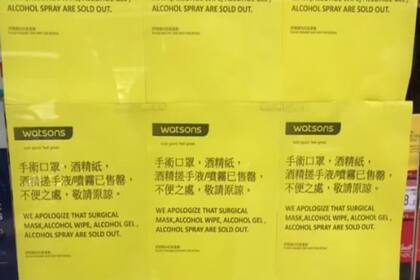 ALCOHOL SPRAY ARE SOLD OUT.
MASK,ALCOHOL WIPE, ALCOHOL GEL ,
ALCOHOL SPRAY ARE SOLD OUT.
ALCOHOL SPRAY ARE SOLD OUT.
watsons
手術口罩，酒精紙，
酒精搓手液/噴霧已售罄，
不便之處，敬請原諒。
WE APOLOGIZE THAT SURGICAL
MASK,ALCOHOL WIPE, ALCOHOL GEL ,
ALCOHOL SPRAY ARE SOLD OUT.
watsons
手術口罩，酒精紙，
酒精搓手液/噴霧已售罄，
不便之處，敬請原諒。
WE APOLOGIZE THAT SURGICAL
MASK,ALCOHOL WIPE, ALCOHOL GEL ,
ALCOHOL SPRAY ARE SOLD OUT.
watsons
手術口罩，酒精紙，
酒精搓手液/噴霧已售罄，
不便之處，敬請原諒。
WE APOLOGIZE THAT SURGICAL
MASK,ALCOHOL WIPE, ALCOHOL GEL ,
ALCOHOL SPRAY ARE SOLD OUT.